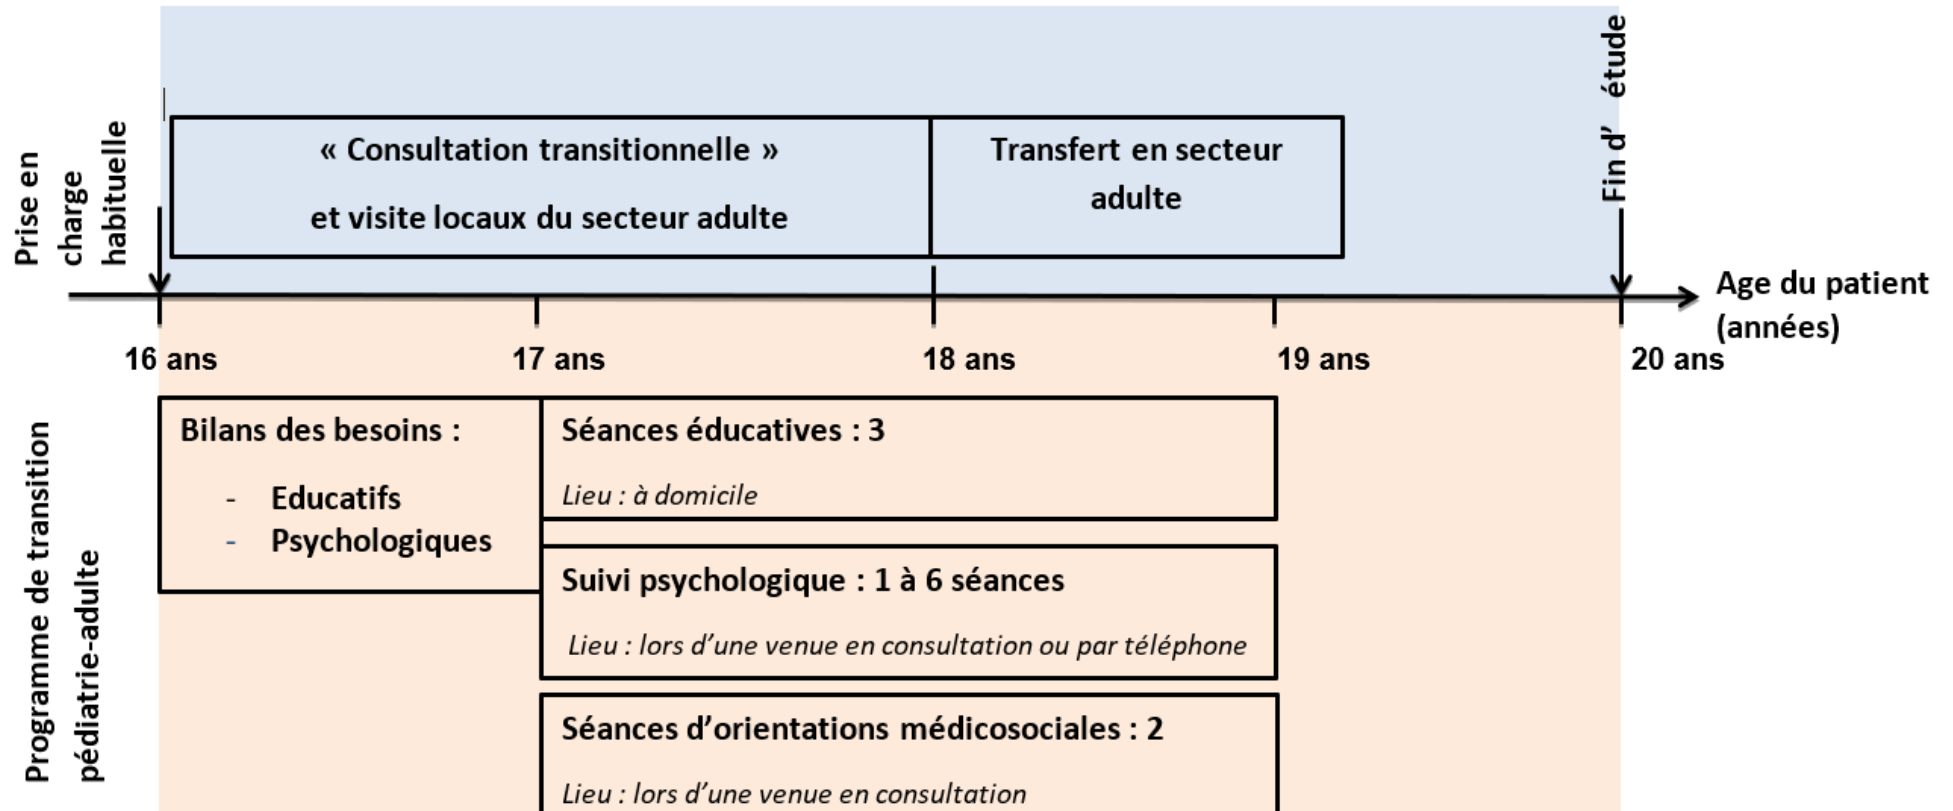 Prise en
charge
habituelle
« Consultation transitionnelle »
et visite locaux du secteur adulte
Transfert en secteur
adulte
Fin d’ étude
Age du patient
(années)
16 ans
17 ans
18 ans
19 ans
20 ans
Programme de transition
pédiatrie-adulte
Bilans des besoins :
- Educatifs
- Psychologiques
Séances éducatives : 3
Lieu : à domicile
Suivi psychologique : 1 à 6 séances
Lieu : lors d’une venue en consultation ou par téléphone
Séances d’orientations médicosociales : 2
Lieu : lors d’une venue en consultation